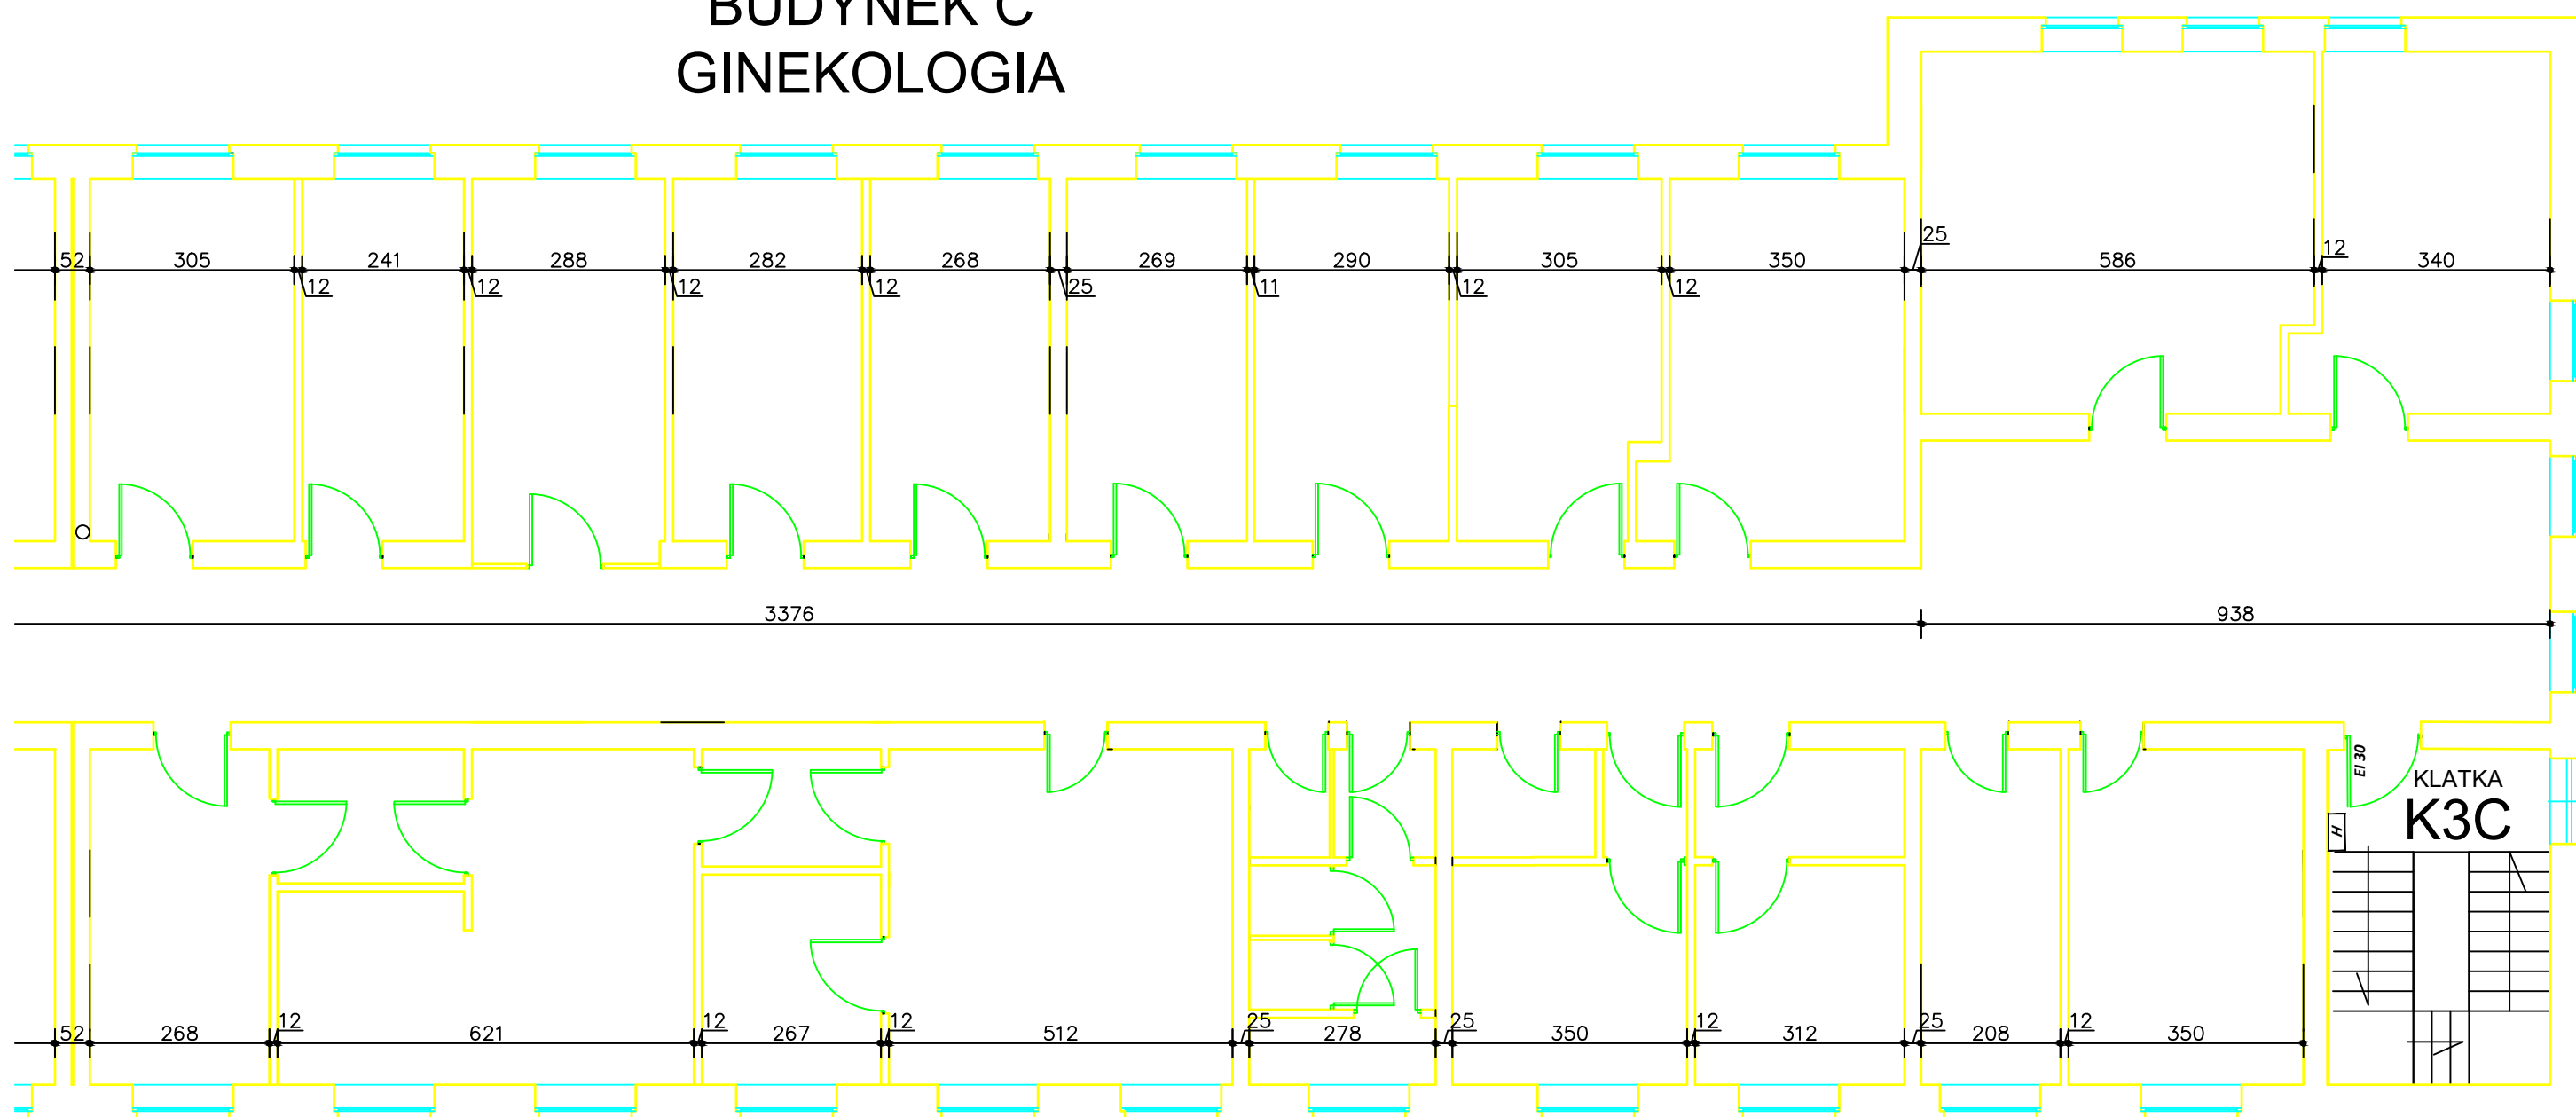 BUDYNEK C
GINEKOLOGIA
25
12
52 305 241 288 282 268 269 290 305 350 586 340
12 12 12 12 25 11 12 12
3376 938
EI 30
KLATKA
K3C
H
12 12 12 25 25 12 25 12
52 268 621 267 512 278 350 312 208 350